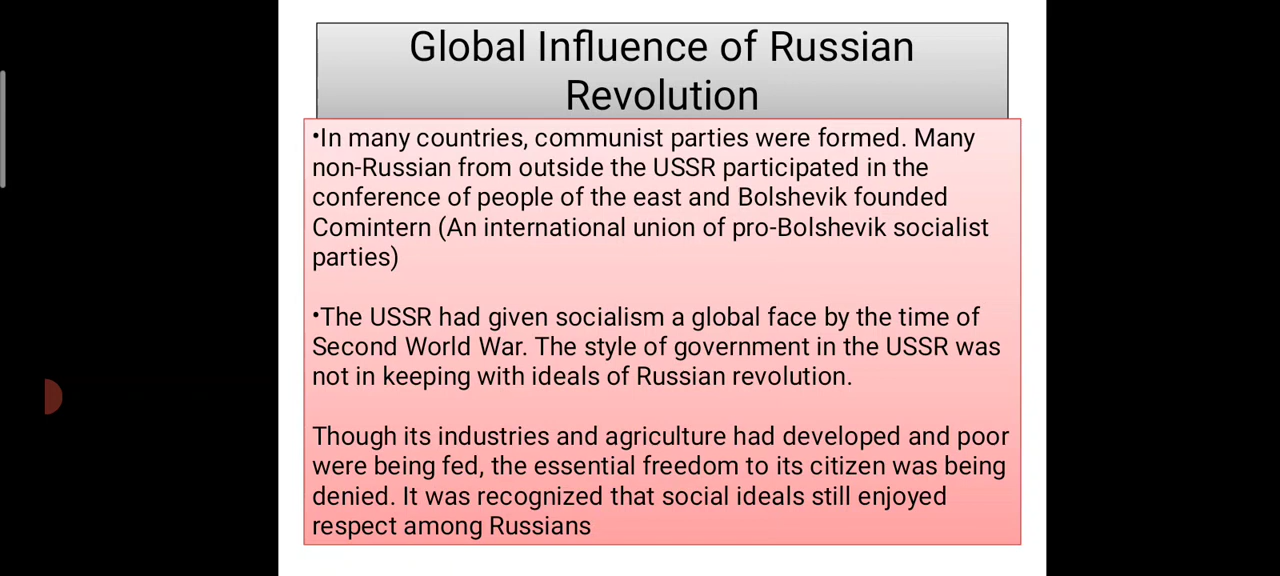 Global Influence of Russian
Revolution
•In many countries, communist parties were formed. Many
non-Russian from outside the USSR participated in the
conference of people of the east and Bolshevik founded
Comintern (An international union of pro-Bolshevik socialist
parties)
•The USSR had given socialism a global face by the time of
Second World War. The style of government in the USSR was
not in keeping with ideals of Russian revolution.
Though its industries and agriculture had developed and poor
were being fed, the essential freedom to its citizen was being
denied. It was recognized that social ideals still enjoyed
respect among Russians